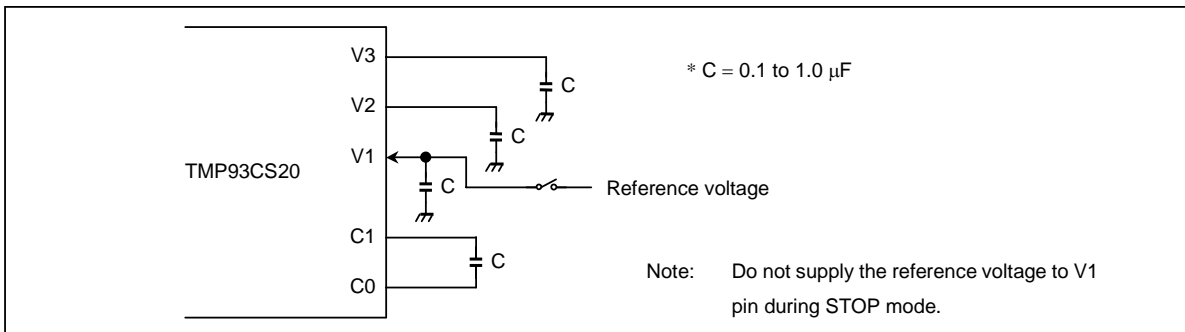 V3
* C = 0.1 to 1.0 μF
C
V2
C
V1
TMP93CS20
C
Reference voltage
C1
C
C0
Note: Do not supply the reference voltage to V1
pin during STOP mode.